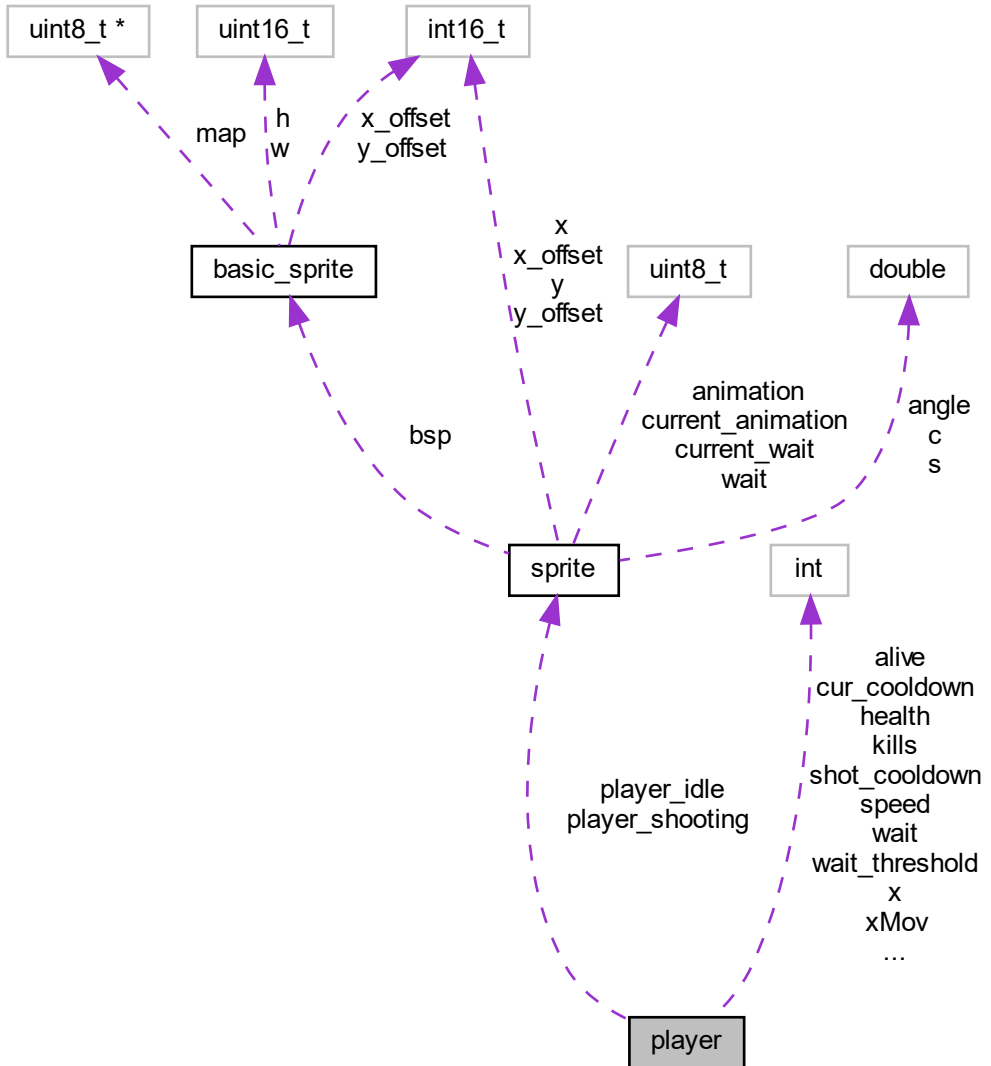 uint8_t *
uint16_t
int16_t
map
h
w
x_offset
y_offset
basic_sprite
x
x_offset
y
y_offset
uint8_t
double
bsp
animation
current_animation
current_wait
wait
angle
c
s
sprite
int
player_idle
player_shooting
alive
cur_cooldown
health
kills
shot_cooldown
speed
wait
wait_threshold
x
xMov
...
player